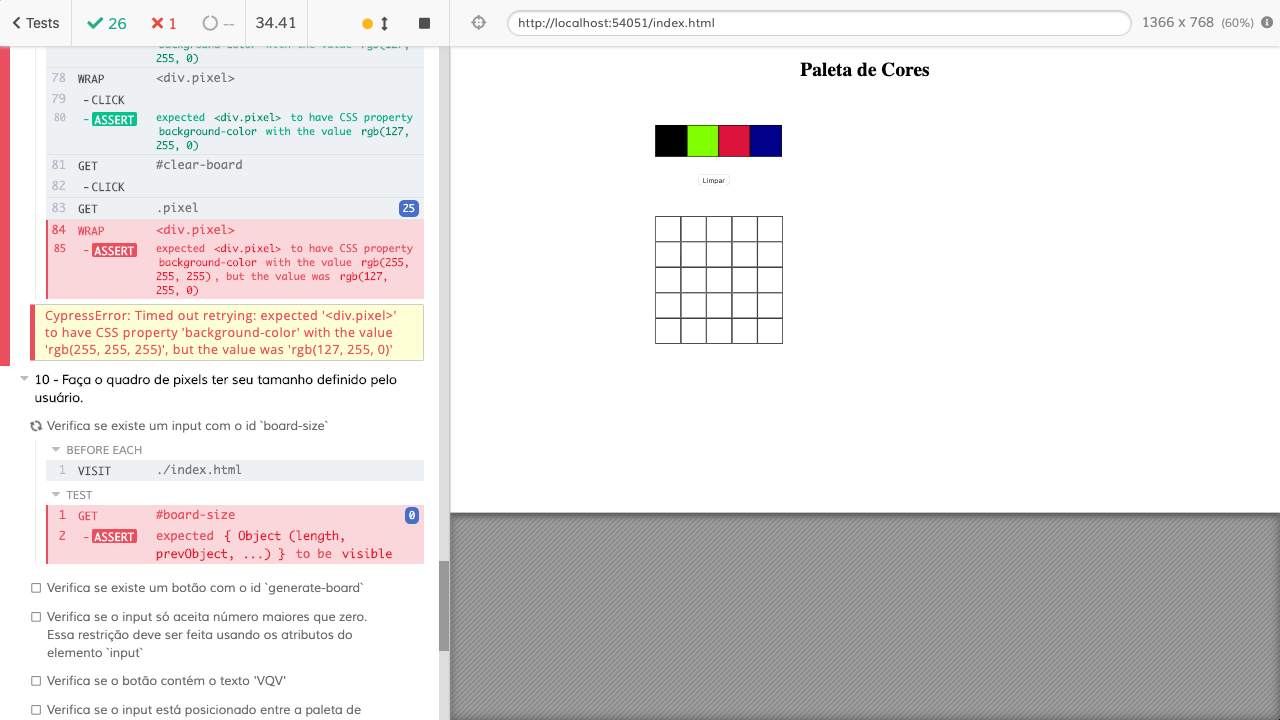 Tests
26
1
--
34.41
http://localhost:54051/index.html
1366 x 768 (60%)
background-color with the value rgb(127,
255, 0)
78 WRAP <div.pixel>
79 -CLICK
80 -ASSERT expected <div.pixel> to have CSS property
background-color with the value rgb(127,
255, 0)
81 GET #clear-board
82 -CLICK
83 GET .pixel 25
84 WRAP <div.pixel>
85 -ASSERT expected <div.pixel> to have CSS property
background-color with the value rgb(255,
255, 255), but the value was rgb(127,
255, 0)
CypressError: Timed out retrying: expected '<div.pixel>'
to have CSS property 'background-color' with the value
'rgb(255, 255, 255)', but the value was 'rgb(127, 255, 0)'
10 - Faça o quadro de pixels ter seu tamanho definido pelo
usuário.
Verifica se existe um input com o id `board-size`
BEFORE EACH
1 VISIT ./index.html
TEST
1 GET #board-size 0
2 -ASSERT expected { Object (length,
prevObject, ...) } to be visible
Verifica se existe um botão com o id `generate-board`
Verifica se o input só aceita número maiores que zero.
Essa restrição deve ser feita usando os atributos do
elemento `input`
Verifica se o botão contém o texto 'VQV'
Verifica se o input está posicionado entre a paleta de
Paleta de Cores
Limpar